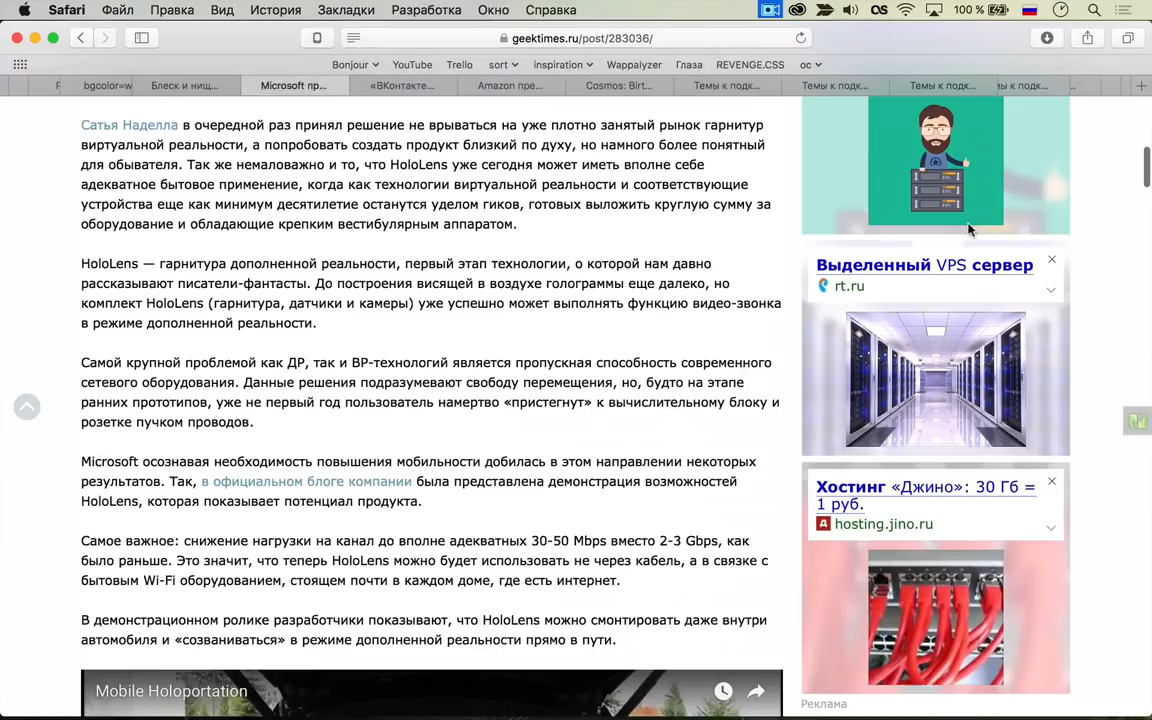 Safari Файл Правка Вид История Закладки Разработка Окно Справка
100 %
geektimes.ru/post/283036/
Bonjour YouTube Trello sort inspiration Wappalyzer Глаза REVENGE.CSS ос
bgcolor=w Блеск и нищ... Microsoft пр... «ВКонтакте... Amazon пре... Cosmos: Birt... Темы к подк Темы к подк... Темы к подк...
Сатья Наделла в очередной раз принял решение не врываться на уже плотно занятый рынок гарнитур
виртуальной реальности, а попробовать создать продукт близкий по духу, но намного более понятный
для обывателя. Так же немаловажно и то, что HoloLens уже сегодня может иметь вполне себе
адекватное бытовое применение, когда как технологии виртуальной реальности и соответствующие
устройства еще как минимум десятилетие останутся уделом гиков, готовых выложить круглую сумму за
оборудование и обладающие крепким вестибулярным аппаратом.
HoloLens — гарнитура дополненной реальности, первый этап технологии, о которой нам давно
рассказывают писатели-фантасты. До построения висящей в воздухе голограммы еще далеко, но
комплект HoloLens (гарнитура, датчики и камеры) уже успешно может выполнять функцию видео-звонка
в режиме дополненной реальности.
Самой крупной проблемой как ДР, так и ВР-технологий является пропускная способность современного
сетевого оборудования. Данные решения подразумевают свободу перемещения, но, будто на этапе
ранних прототипов, уже не первый год пользователь намертво «пристегнут» к вычислительному блоку и
розетке пучком проводов.
Microsoft осознавая необходимость повышения мобильности добилась в этом направлении некоторых
результатов. Так, в официальном блоге компании была представлена демонстрация возможностей
HoloLens, которая показывает потенциал продукта.
Самое важное: снижение нагрузки на канал до вполне адекватных 30-50 Mbps вместо 2-3 Gbps, как
было раньше. Это значит, что теперь HoloLens можно будет использовать не через кабель, а в связке с
бытовым Wi-Fi оборудованием, стоящем почти в каждом доме, где есть интернет.
В демонстрационном ролике разработчики показывают, что HoloLens можно смонтировать даже внутри
автомобиля и «созваниваться» в режиме дополненной реальности прямо в пути.
Mobile Holoportation
Выделенный VPS сервер
rt.ru
Хостинг «Джино»: 30 Гб =
1 руб.
hosting.jino.ru
Реклама